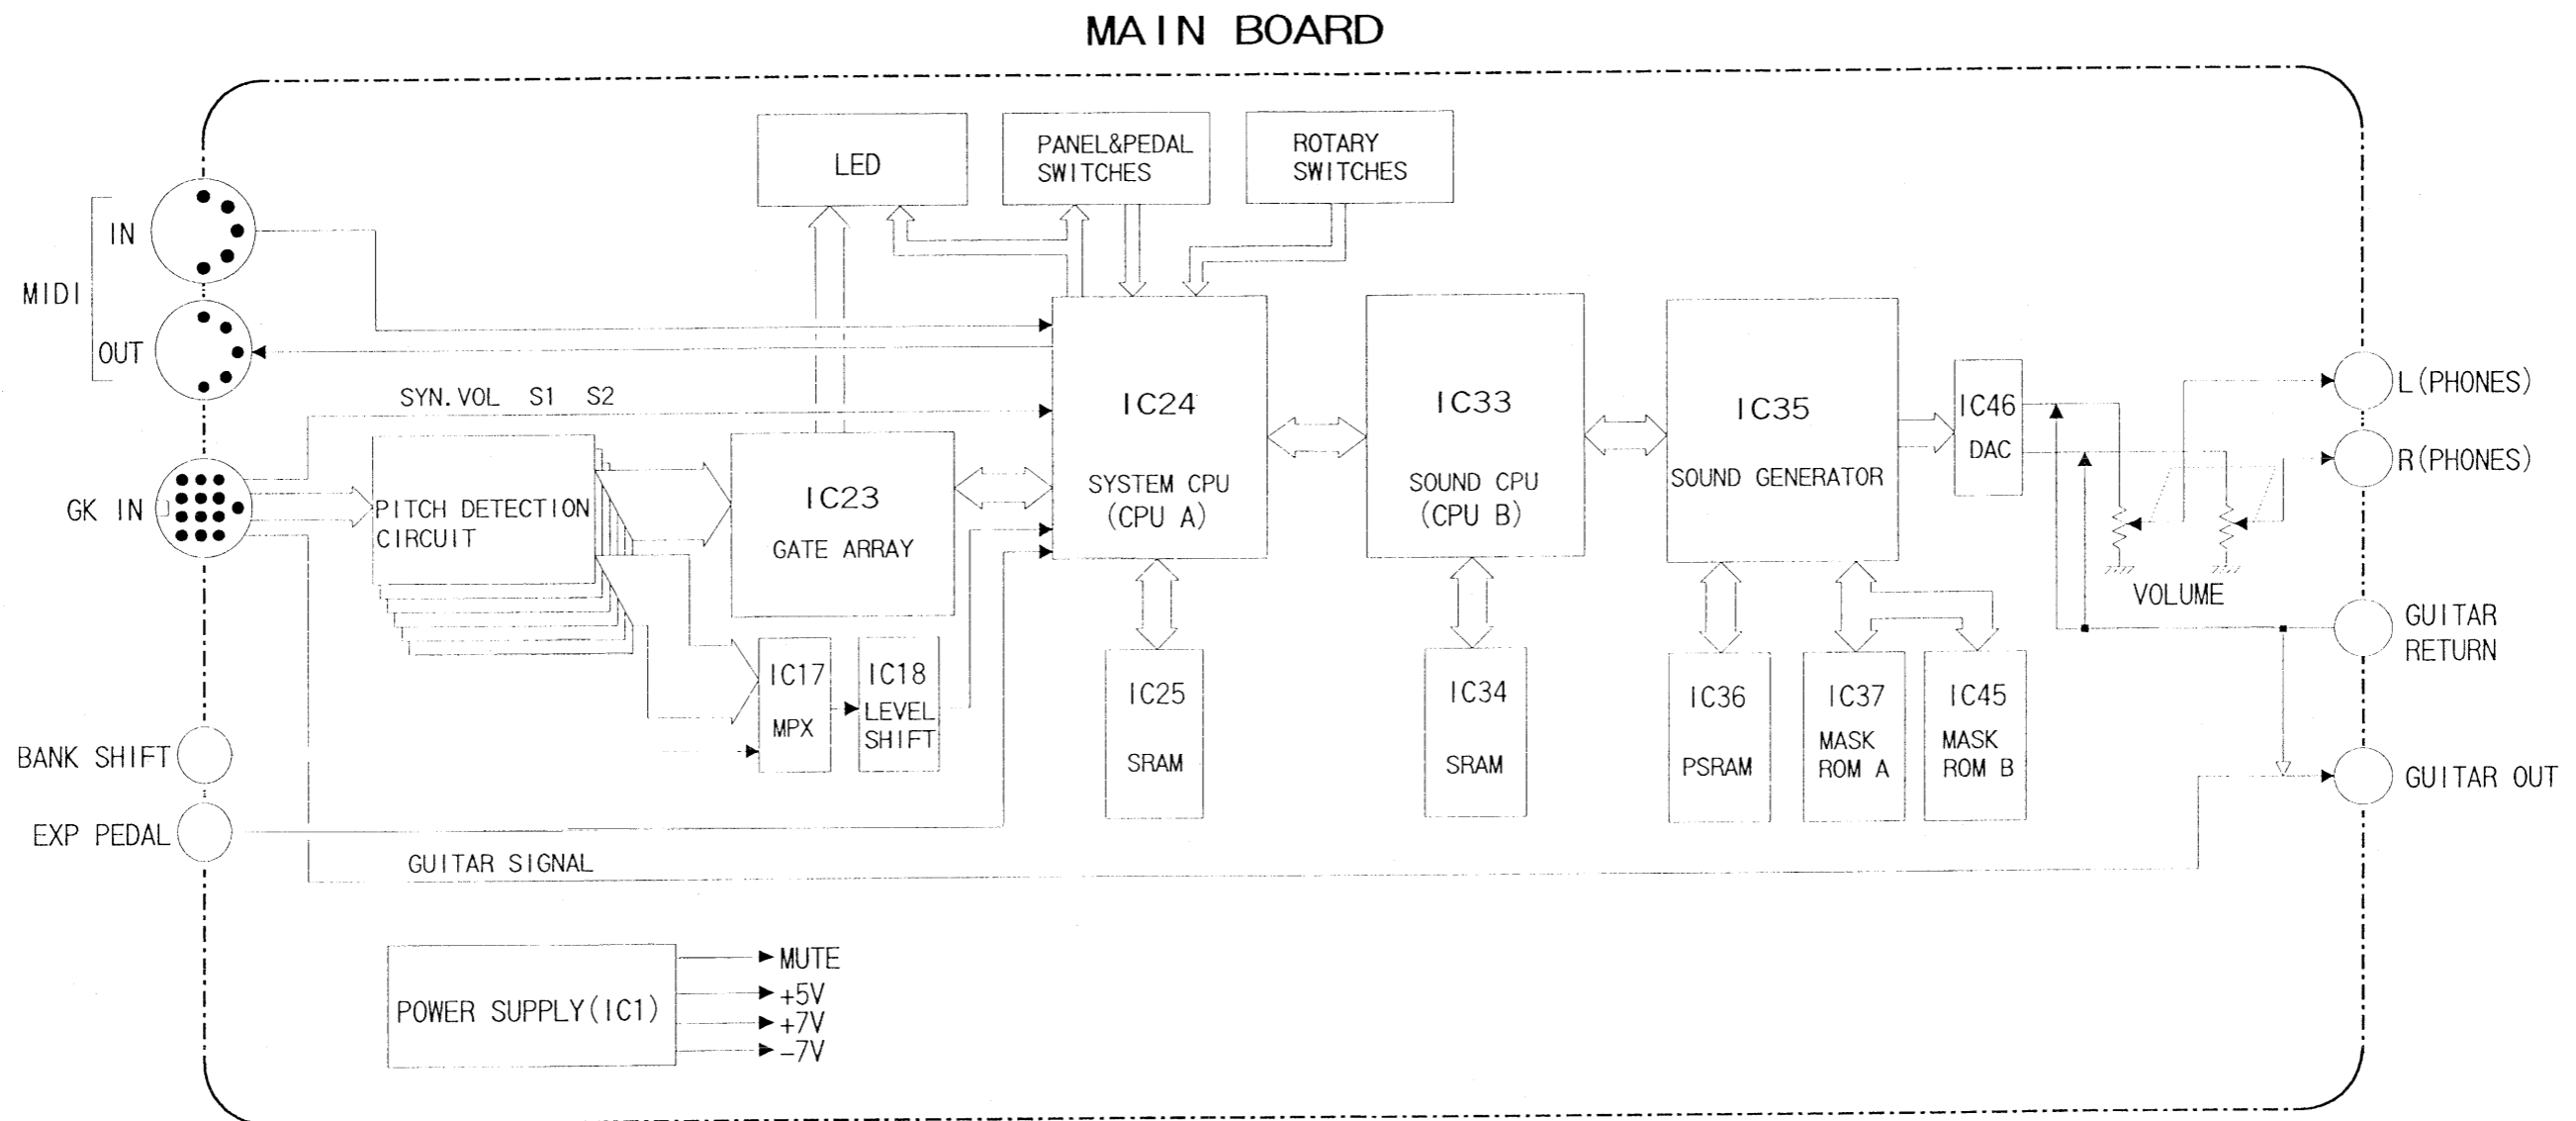 MAIN BOARD
LED
PANEL&PEDAL
SWITCHES
ROTARY
SWITCHES
MIDI
IN
OUT
SYN.VOL S1 S2
GK IN
PITCH DETECTION
CIRCUIT
IC23
GATE ARRAY
IC24
SYSTEM CPU
(CPU A)
IC33
SOUND CPU
(CPU B)
IC35
SOUND GENERATOR
IC46
DAC
L(PHONES)
R(PHONES)
VOLUME
GUITAR
RETURN
GUITAR OUT
IC17
MPX
IC18
LEVEL
SHIFT
IC25
SRAM
IC34
SRAM
IC36
PSRAM
IC37
MASK
ROM A
IC45
MASK
ROM B
BANK SHIFT
EXP PEDAL
GUITAR SIGNAL
POWER SUPPLY(IC1)
MUTE
+5V
+7V
-7V